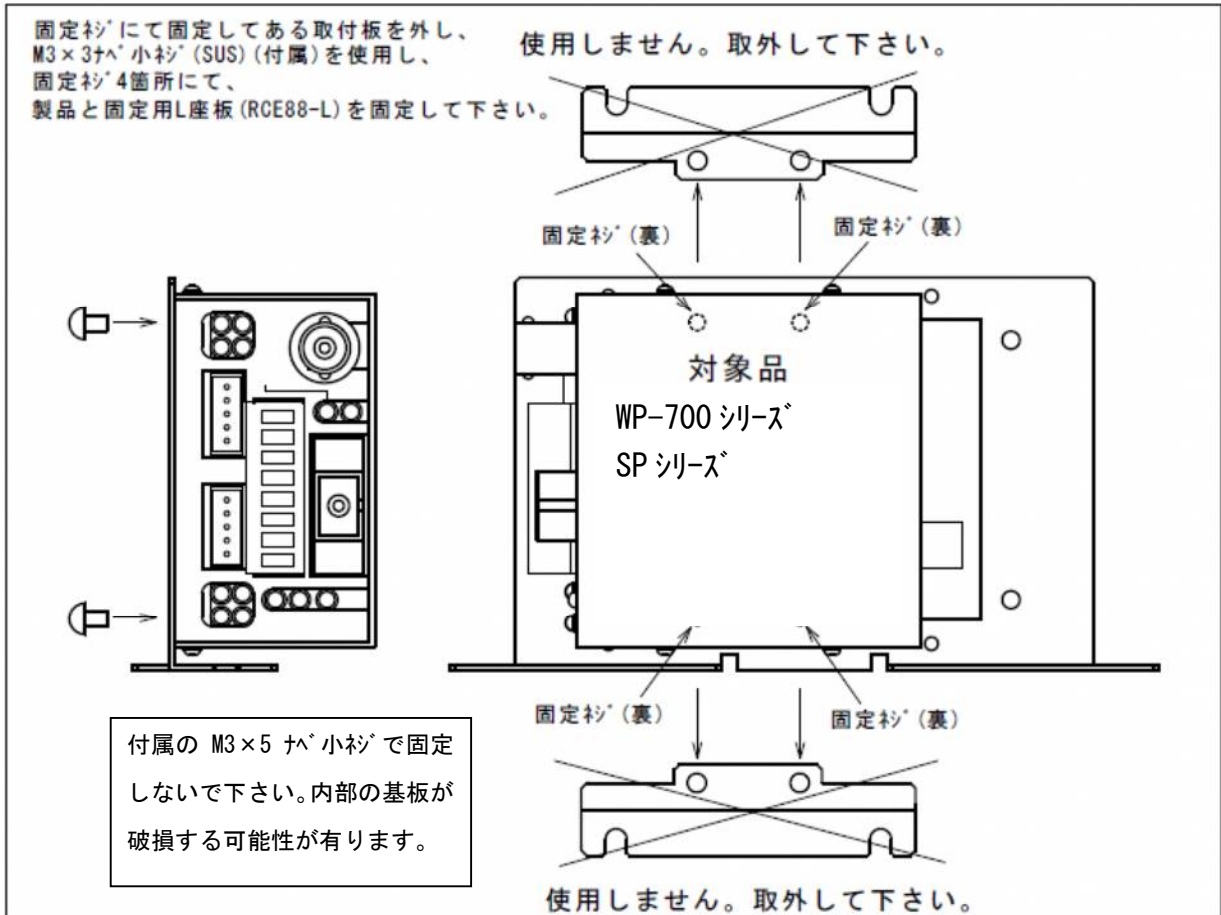 固定ﾈｼﾞにて固定してある取付板を外し、
M3×3ﾅﾍﾞ小ﾈｼﾞ(SUS)(付属)を使用し、
固定ﾈｼﾞ4箇所にて、
製品と固定用L座板(RCE88-L)を固定して下さい。
使用しません。取外して下さい。
固定ﾈｼﾞ(裏)
固定ﾈｼﾞ(裏)
対象品
WP-700 ｼﾘｰｽﾞ
SP ｼﾘｰｽﾞ
固定ﾈｼﾞ(裏)
固定ﾈｼﾞ(裏)
付属の M3×5 ﾅﾍﾞ小ﾈｼﾞで固定
しないで下さい。内部の基板が
破損する可能性が有ります。
使用しません。取外して下さい。